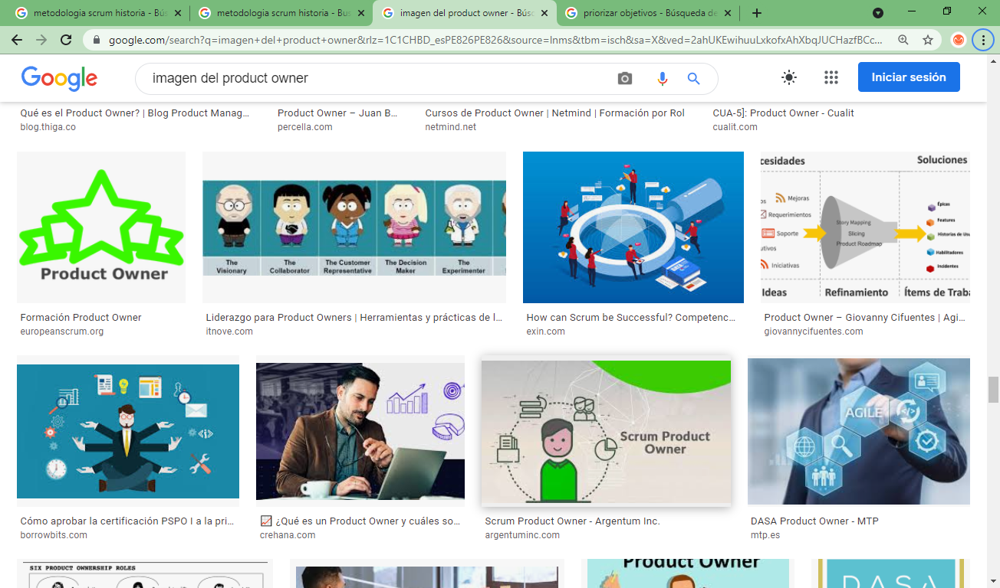 metodologia scrum historia - Bús
metodologia scrum historia - Bus
imagen del product owner - Búsc
priorizar objetivos - Búsqueda de
google.com/search?q=imagen+del+product+owner&rlz=1C1CHBD_esPE826PE826&source=lnms&tbm=isch&sa=X&ved=2ahUKEwihuuLxkofxAhXbqJUCHazfBCc...
Google
imagen del product owner
Iniciar sesión
Qué es el Product Owner? | Blog Product Manag...
blog.thiga.co
Product Owner – Juan B...
percella.com
Cursos de Product Owner | Netmind | Formación por Rol
netmind.net
CUA-5]: Product Owner - Cualit
cualit.com
Product Owner
Formación Product Owner
europeanscrum.org
The Visionary
The Collaborator
The Customer Representative
The Decision Maker
The Experimenter
Liderazgo para Product Owners | Herramientas y prácticas de l...
itnove.com
How can Scrum be Successful? Competenc...
exin.com
cesidades
Soluciones
os
Mejoras
Requerimientos
Soporte
utivos
Iniciativas
Story Mapping
Slicing
Product Roadmap
Épicas
Features
Historias de Usu
Habilitadores
Incidentes
Ideas
Refinamiento
Ítems de Traba
Product Owner – Giovanny Cifuentes | Agi...
giovannycifuentes.com
Cómo aprobar la certificación PSPO I a la pri...
borrowbits.com
¿Qué es un Product Owner y cuáles so...
crehana.com
Scrum Product
Owner
Scrum Product Owner - Argentum Inc.
argentuminc.com
AGILE
DASA Product Owner - MTP
mtp.es
SIX PRODUCT OWNERSHIP ROLES
Product Owner
DASA